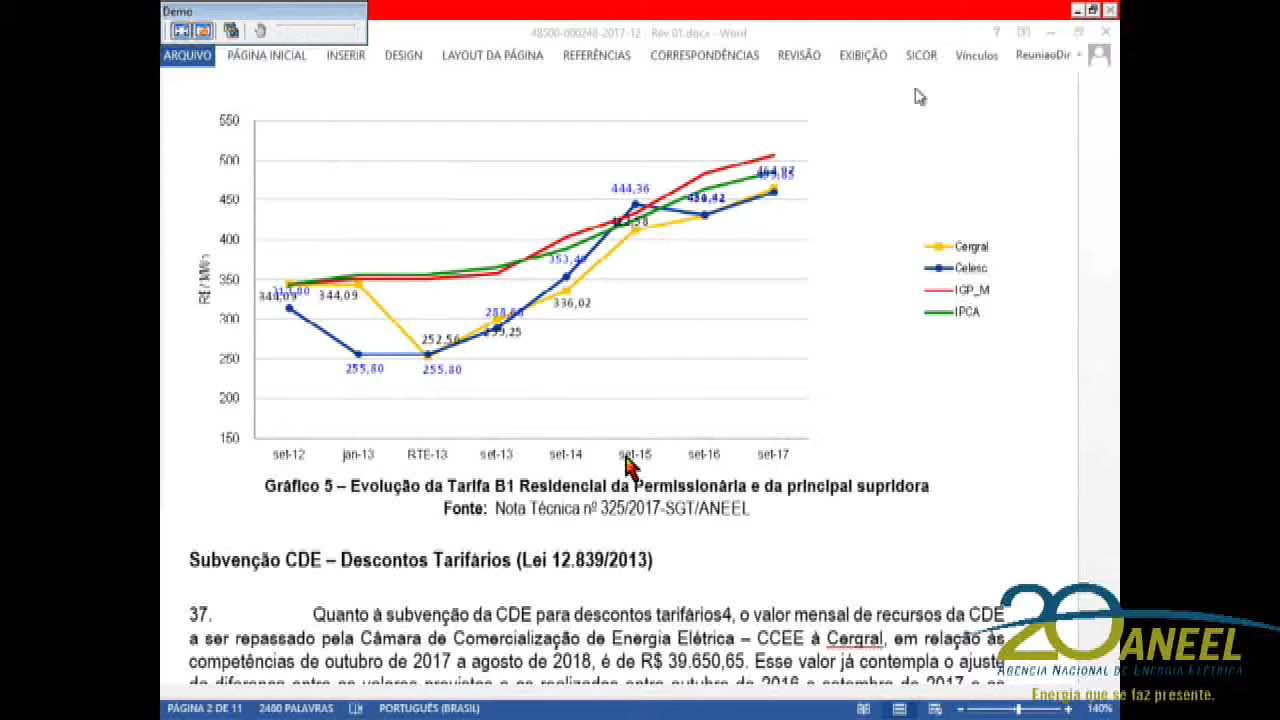 Demo
48500-000248-2017-12 - Rev 01.docx - Word
ARQUIVO PÁGINA INICIAL INSERIR DESIGN LAYOUT DA PÁGINA REFERÊNCIAS CORRESPONDÊNCIAS REVISÃO EXIBIÇÃO SICOR Vínculos ReuniaoDir
550
500
450
400
350
300
250
200
150
R$/MWh
444,36
353,4
336,02
344,09
344,09
252,56
255,80
255,80
Cergral
Celesc
IGP_M
IPCA
set-12 jan-13 RTE-13 set-13 set-14 set-15 set-16 set-17
Gráfico 5 – Evolução da Tarifa B1 Residencial da Permissionária e da principal supridora
Fonte: Nota Técnica nº 325/2017-SGT/ANEEL
Subvenção CDE – Descontos Tarifários (Lei 12.839/2013)
37. Quanto à subvenção da CDE para descontos tarifários4, o valor mensal de recursos da CDE
a ser repassado pela Câmara de Comercialização de Energia Elétrica – CCEE à Cergral, em relação às
competências de outubro de 2017 a agosto de 2018, é de R$ 39.650,65. Esse valor já contempla o ajuste
20 ANEEL
AGÊNCIA NACIONAL DE ENERGIA ELÉTRICA
Energia que se faz presente.
PÁGINA 2 DE 11 2400 PALAVRAS PORTUGUÊS (BRASIL) 140%